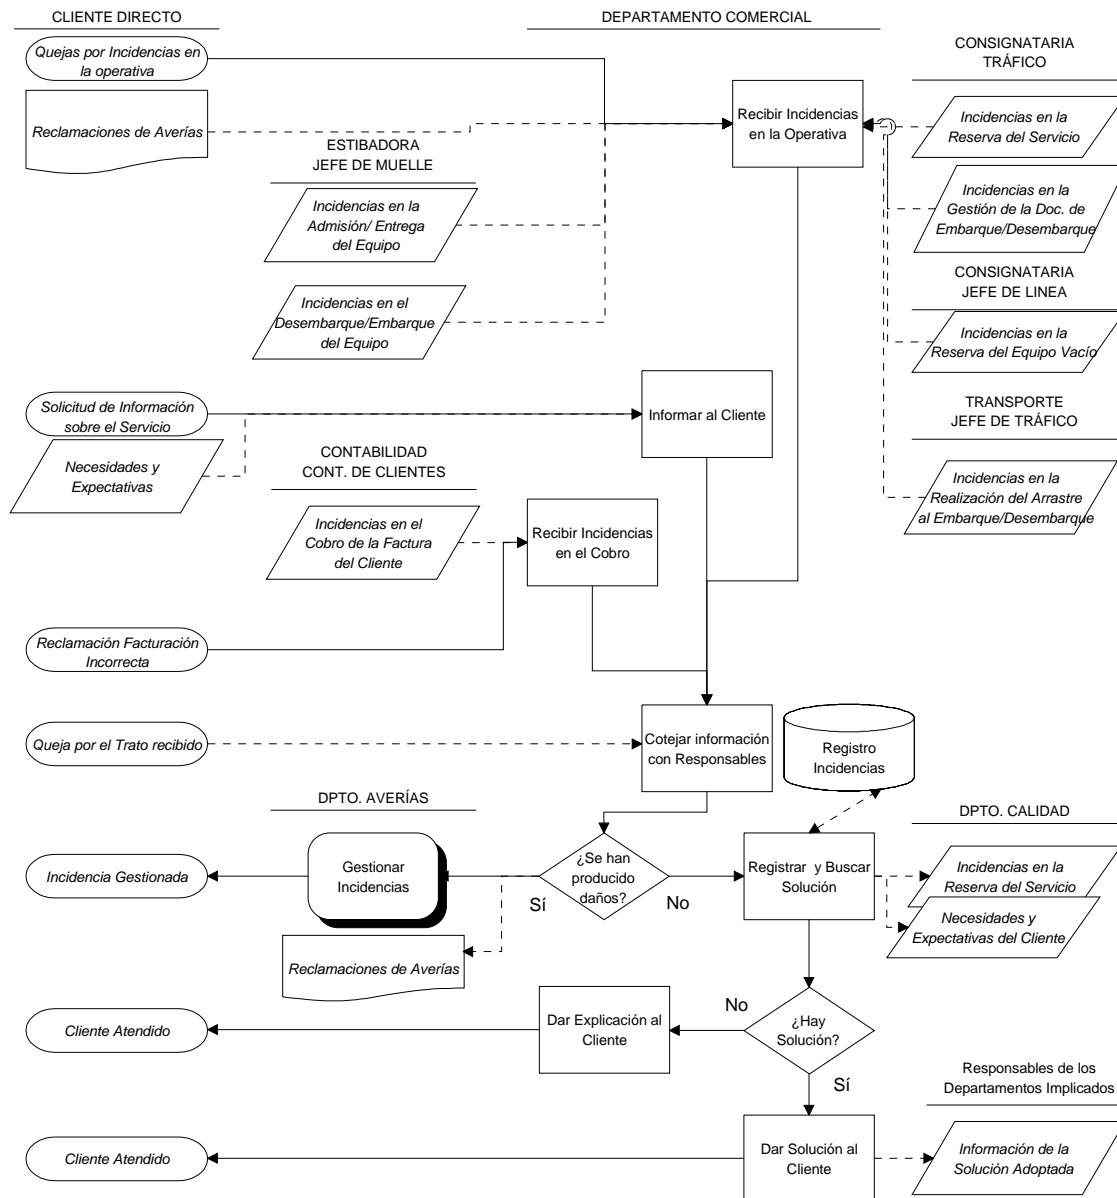 CLIENTE DIRECTO
DEPARTAMENTO COMERCIAL
Quejas por Incidencias en
la operativa
CONSIGNATARIA
TRÁFICO
Reclamaciones de Averías
Recibir Incidencias
en la Operativa
Incidencias en la
Reserva del Servicio
ESTIBADORA
JEFE DE MUELLE
Incidencias en la
Admisión/ Entrega
del Equipo
Incidencias en la
Gestión de la Doc. de
Embarque/Desembarque
CONSIGNATARIA
JEFE DE LINEA
Incidencias en el
Desembarque/Embarque
del Equipo
Incidencias en la
Reserva del Equipo Vacío
Solicitud de Información
sobre el Servicio
Informar al Cliente
TRANSPORTE
JEFE DE TRÁFICO
Necesidades y
Expectativas
CONTABILIDAD
CONT. DE CLIENTES
Incidencias en la
Realización del Arrastre
al Embarque/Desembarque
Incidencias en el
Cobro de la Factura
del Cliente
Recibir Incidencias
en el Cobro
Reclamación Facturación
Incorrecta
Queja por el Trato recibido
Cotejar información
con Responsables
Registro
Incidencias
DPTO. AVERÍAS
DPTO. CALIDAD
Incidencia Gestionada
Gestionar
Incidencias
¿Se han
producido
daños?
Sí
No
Registrar y Buscar
Solución
Incidencias en la
Reserva del Servicio
Necesidades y
Expectativas del Cliente
Reclamaciones de Averías
Cliente Atendido
Dar Explicación al
Cliente
No
¿Hay
Solución?
Sí
Responsables de los
Departamentos Implicados
Cliente Atendido
Dar Solución al
Cliente
Información de la
Solución Adoptada